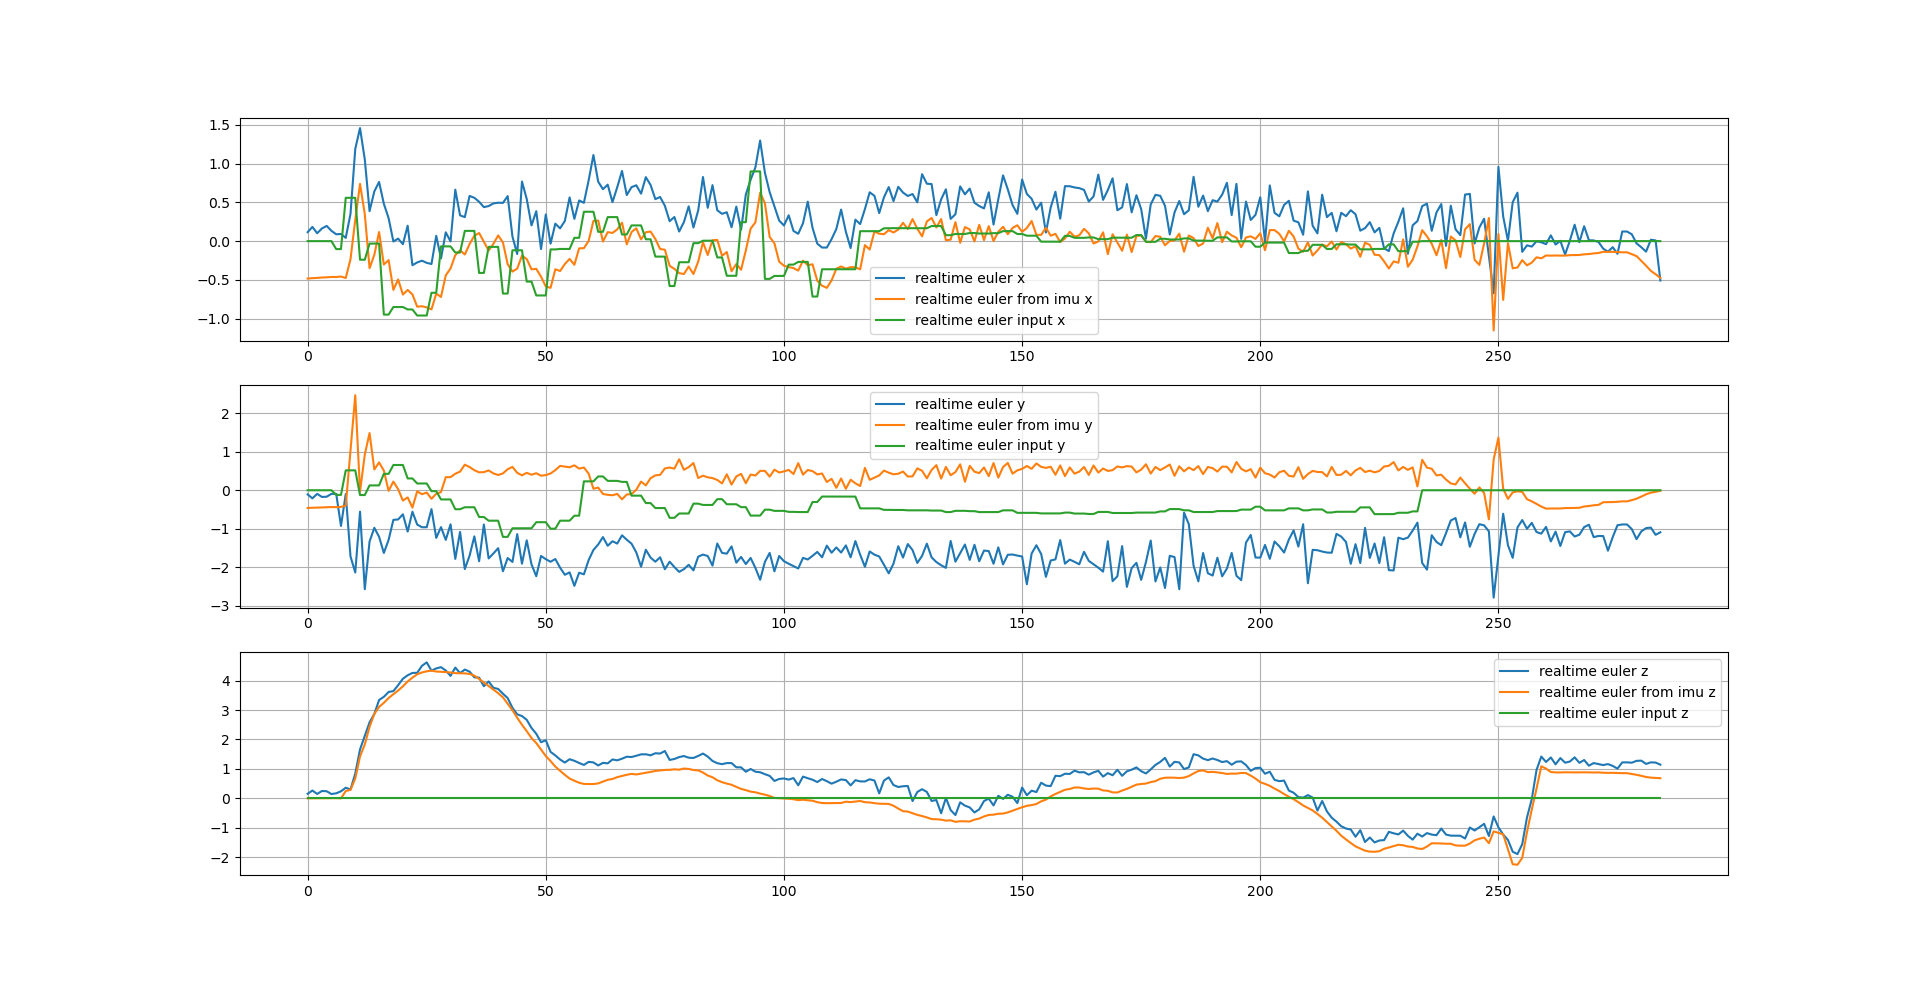 1.5
1.0
0.5
0.0
−0.5
−1.0
realtime euler x
realtime euler from imu x
realtime euler input x
0 50 100 150 200 250
2
1
0
−1
−2
−3
realtime euler y
realtime euler from imu y
realtime euler input y
0 50 100 150 200 250
4
3
2
1
0
−1
−2
realtime euler z
realtime euler from imu z
realtime euler input z
0 50 100 150 200 250